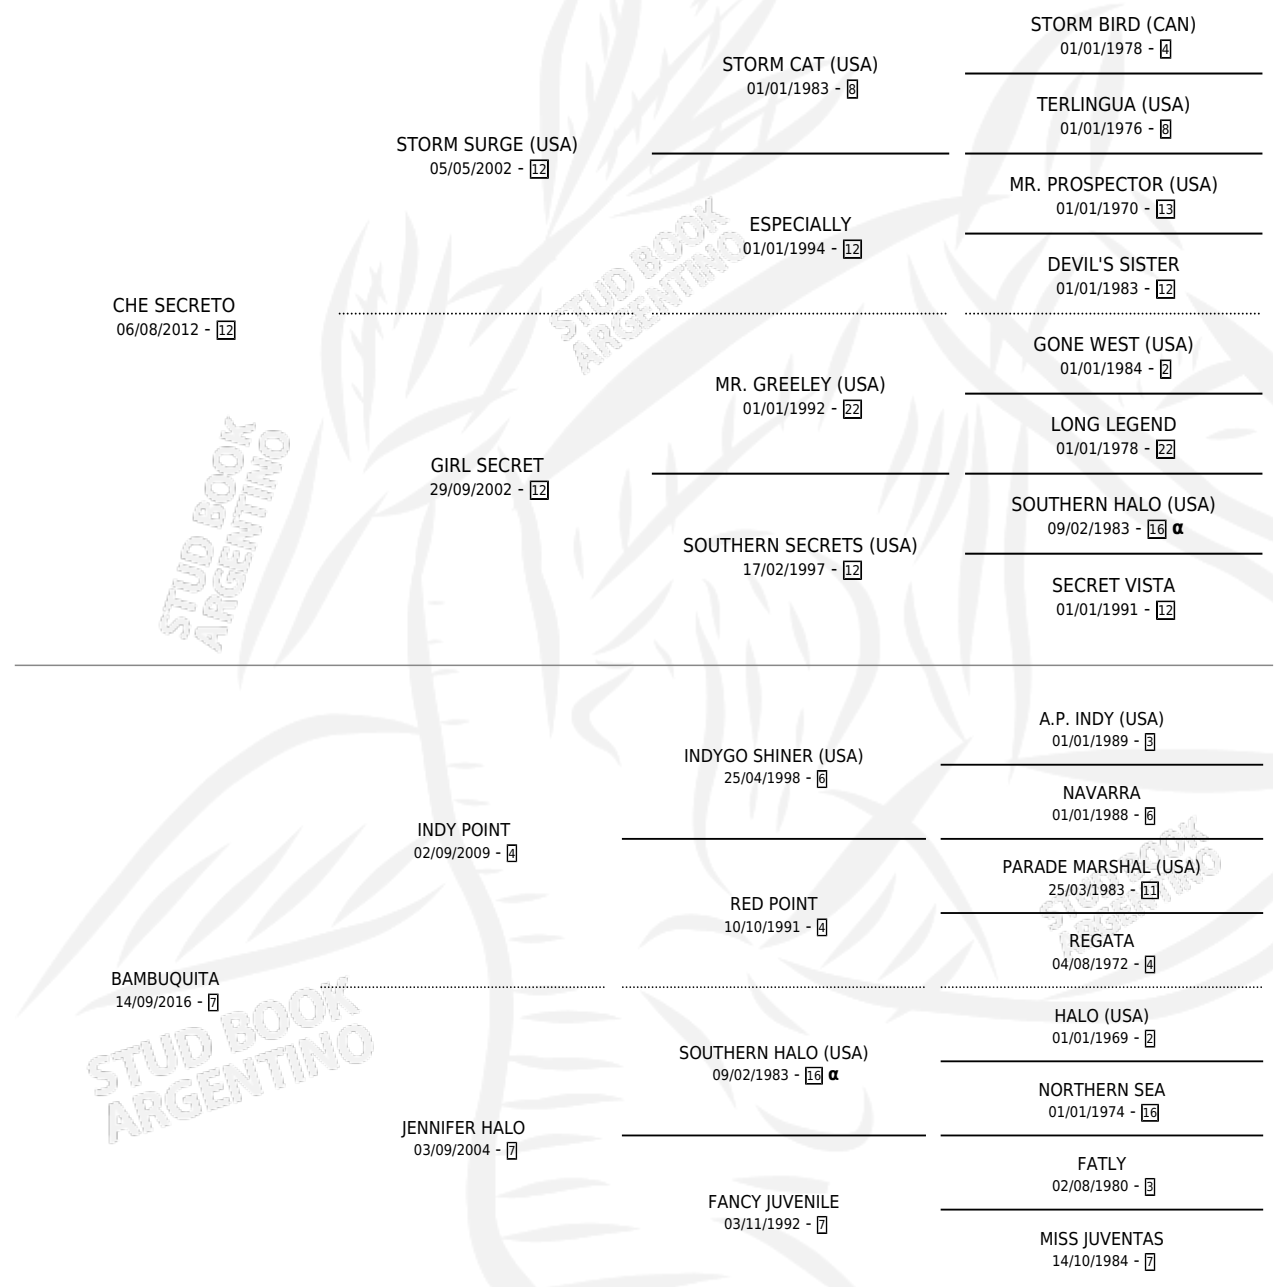 STORM BIRD (CAN)
01/01/1978 - 4
STORM CAT (USA)
01/01/1983 - 8
TERLINGUA (USA)
01/01/1976 - 8
STORM SURGE (USA)
05/05/2002 - 12
MR. PROSPECTOR (USA)
01/01/1970 - 13
ESPECIALLY
01/01/1994 - 12
DEVIL'S SISTER
01/01/1983 - 12
CHE SECRETO
06/08/2012 - 12
GONE WEST (USA)
01/01/1984 - 2
MR. GREELEY (USA)
01/01/1992 - 22
LONG LEGEND
01/01/1978 - 22
GIRL SECRET
29/09/2002 - 12
SOUTHERN HALO (USA)
09/02/1983 - 16 α
SOUTHERN SECRETS (USA)
17/02/1997 - 12
SECRET VISTA
01/01/1991 - 12
A.P. INDY (USA)
01/01/1989 - 3
INDYGO SHINER (USA)
25/04/1998 - 6
NAVARRA
01/01/1988 - 6
INDY POINT
02/09/2009 - 4
PARADE MARSHAL (USA)
25/03/1983 - 11
RED POINT
10/10/1991 - 4
REGATA
04/08/1972 - 4
BAMBUQUITA
14/09/2016 - 7
HALO (USA)
01/01/1969 - 2
SOUTHERN HALO (USA)
09/02/1983 - 16 α
NORTHERN SEA
01/01/1974 - 16
JENNIFER HALO
03/09/2004 - 7
FATLY
02/08/1980 - 3
FANCY JUVENILE
03/11/1992 - 7
MISS JUVENTAS
14/10/1984 - 7
STUD BOOK
ARGENTINO
STUD BOOK
ARGENTINO
STUD BOOK
ARGENTINO
STUD BOOK
ARGENTINO